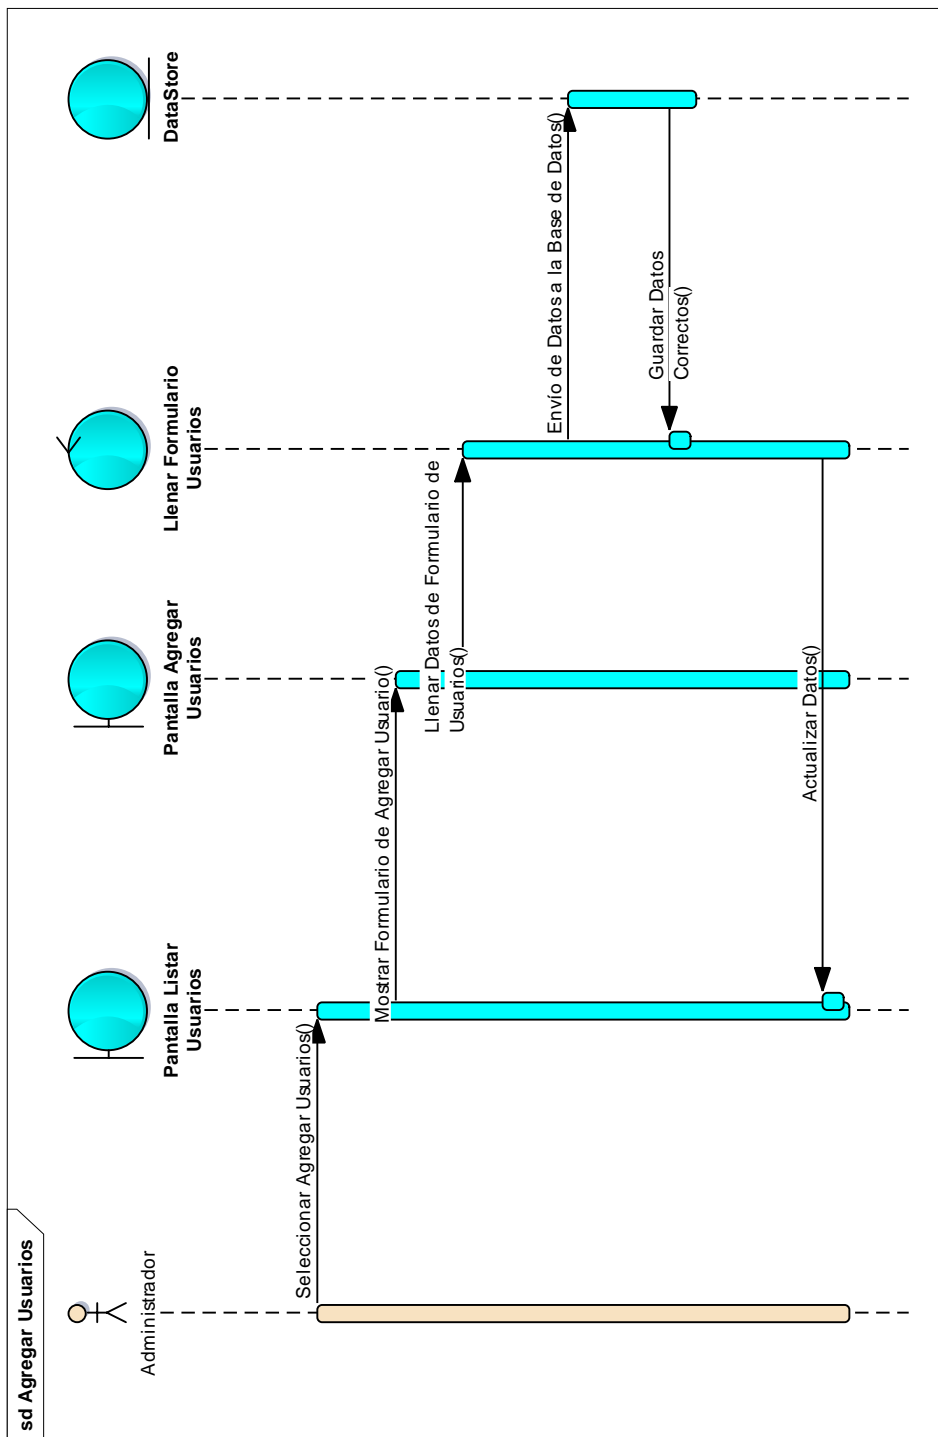 sd Agregar Usuarios
Administrador
Pantalla Listar
Usuarios
Pantalla Agregar
Usuarios
Llenar Formulario
Usuarios
DataStore
Seleccionar Agregar Usuarios()
Mostrar Formulario de Agregar Usuario()
Llenar Datos de Formulario de
Usuarios()
Envío de Datos a la Base de Datos()
Guardar Datos
Correctos()
Actualizar Datos()